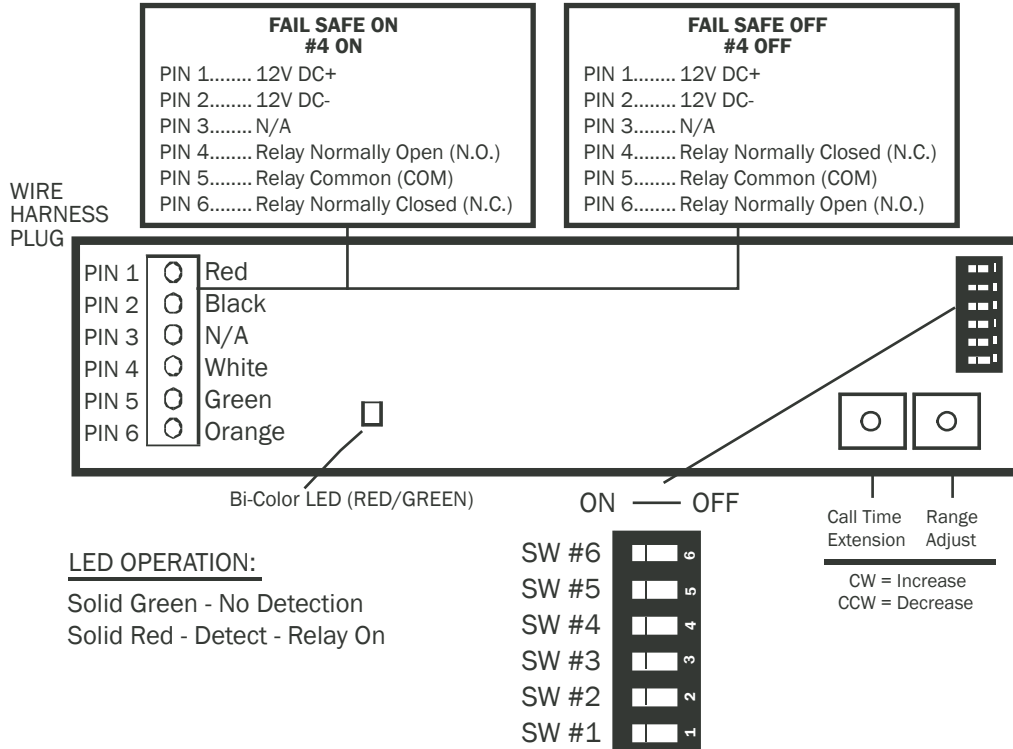 FAIL SAFE ON
#4 ON
PIN 1........ 12V DC+
PIN 2........ 12V DC-
PIN 3........ N/A
PIN 4........ Relay Normally Open (N.O.)
PIN 5........ Relay Common (COM)
PIN 6........ Relay Normally Closed (N.C.)
FAIL SAFE OFF
#4 OFF
PIN 1........ 12V DC+
PIN 2........ 12V DC-
PIN 3........ N/A
PIN 4........ Relay Normally Closed (N.C.)
PIN 5........ Relay Common (COM)
PIN 6........ Relay Normally Open (N.O.)
WIRE
HARNESS
PLUG
PIN 1 Red
PIN 2 Black
PIN 3 N/A
PIN 4 White
PIN 5 Green
PIN 6 Orange
Bi-Color LED (RED/GREEN)
ON OFF
Call Time
Extension
Range
Adjust
CW = Increase
CCW = Decrease
LED OPERATION:
Solid Green - No Detection
Solid Red - Detect - Relay On
SW #6 6
SW #5 5
SW #4 4
SW #3 3
SW #2 2
SW #1 1